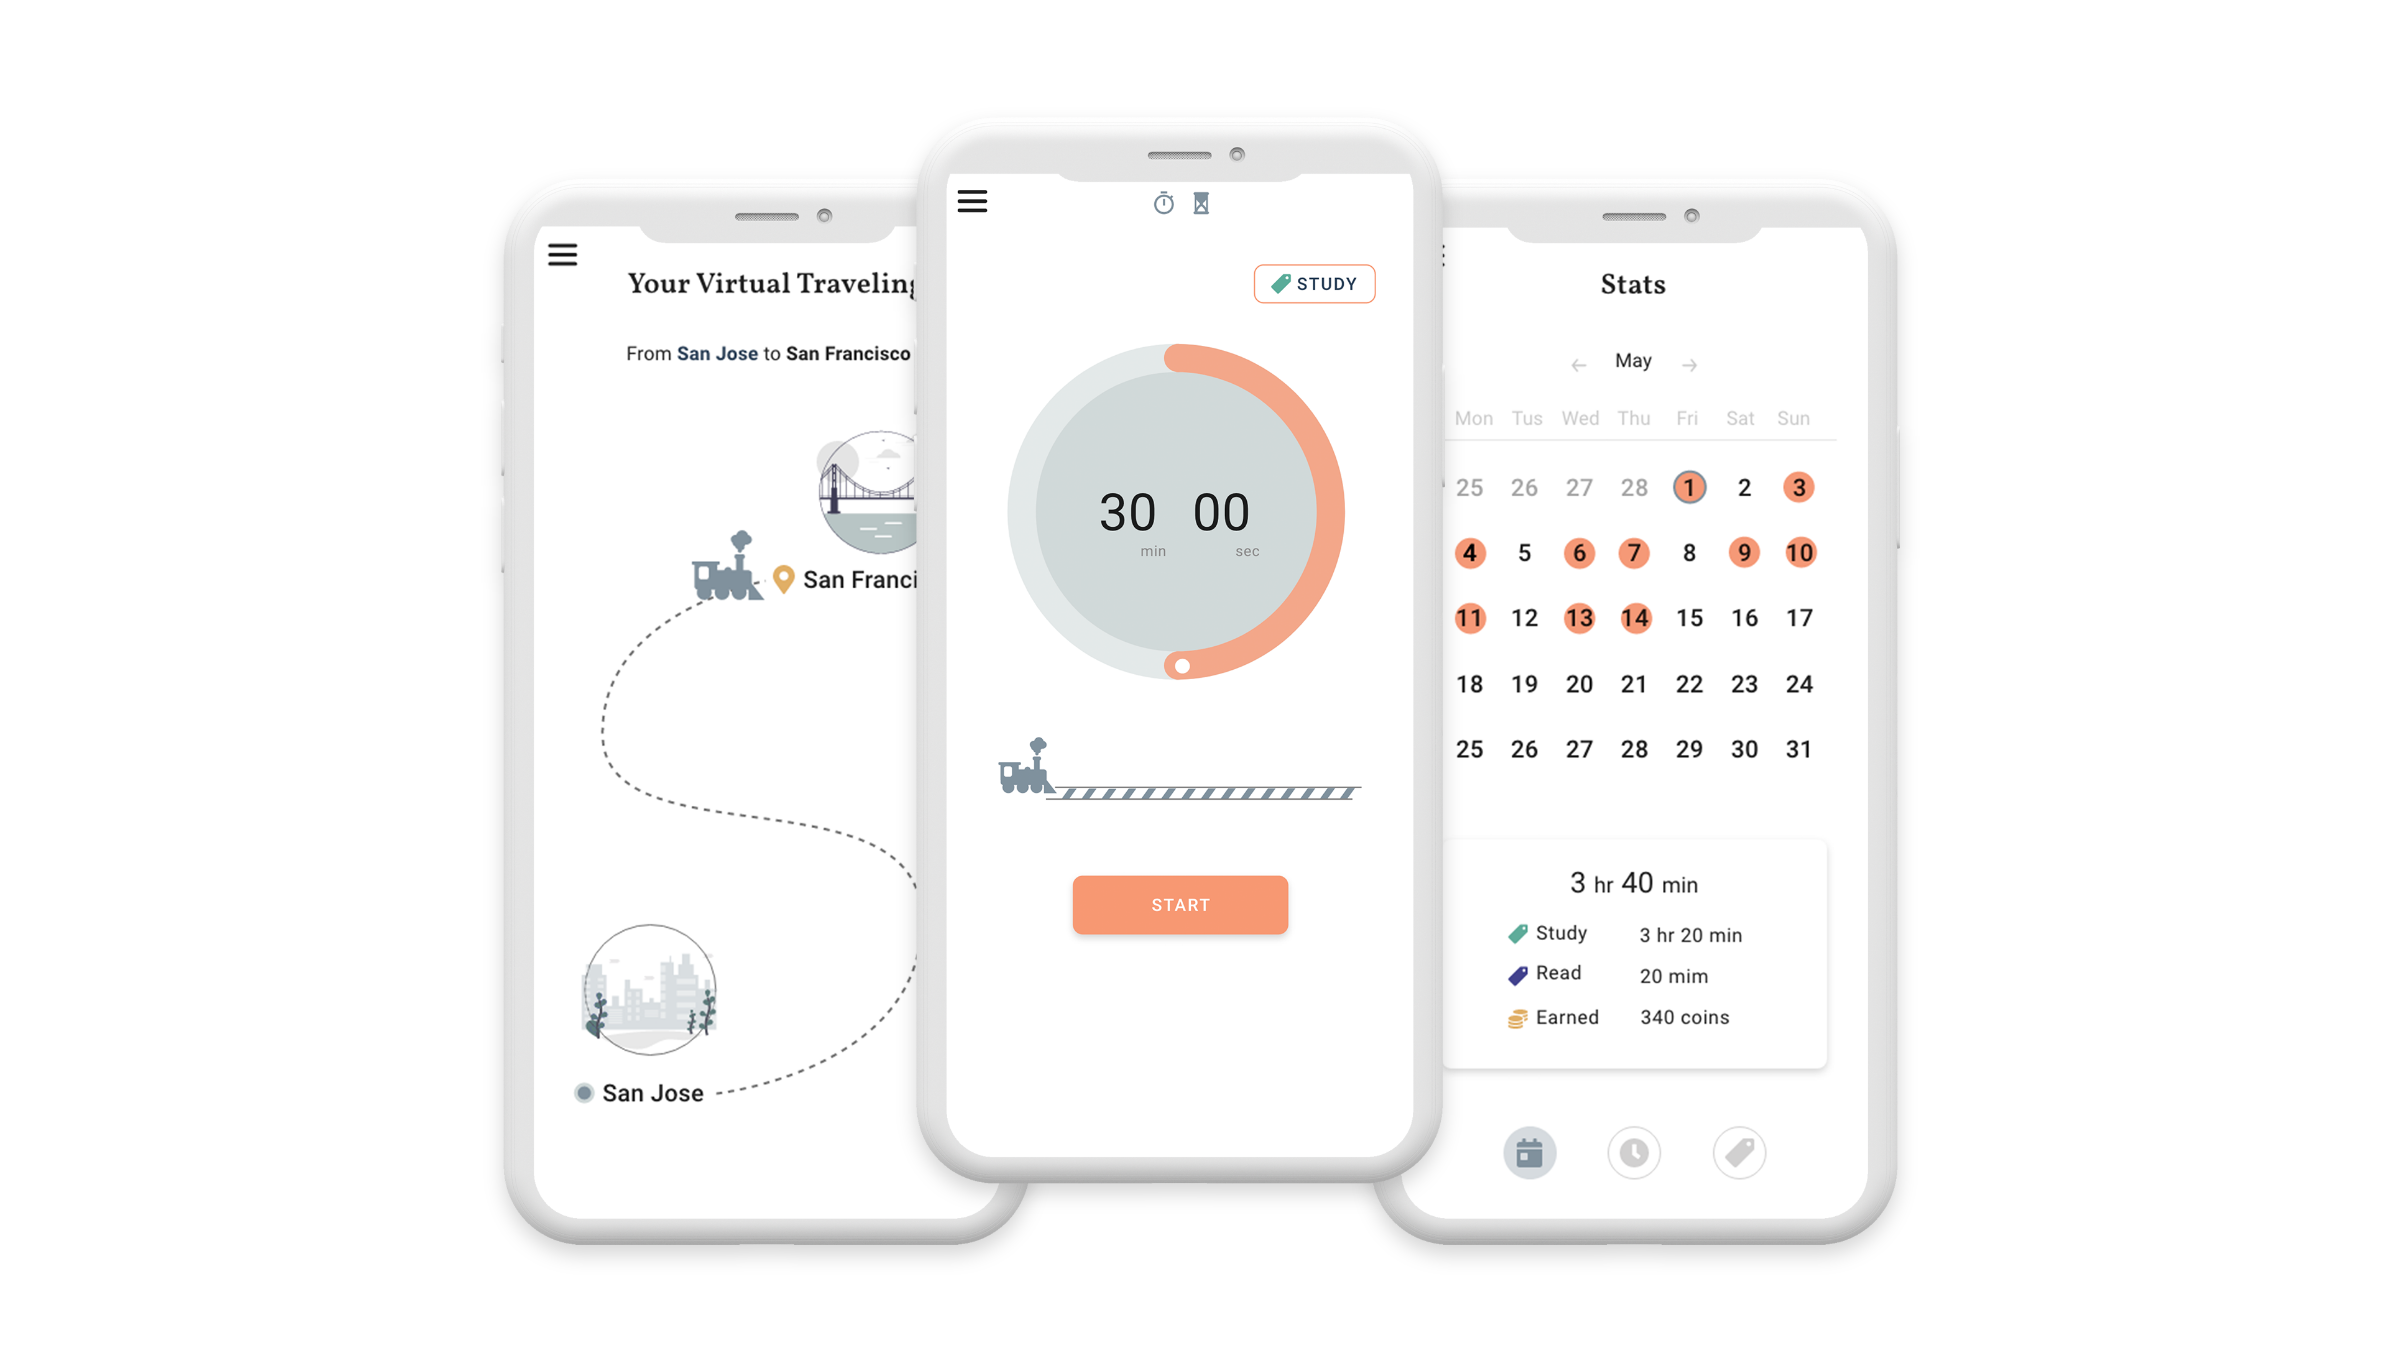 Your Virtual Traveling
From San Jose to San Francisco
San Franci
San Jose
STUDY
30 00
min sec
START
Stats
May
Mon Tus Wed Thu Fri Sat Sun
25 26 27 28 1 2 3
4 5 6 7 8 9 10
11 12 13 14 15 16 17
18 19 20 21 22 23 24
25 26 27 28 29 30 31
3 hr 40 min
Study 3 hr 20 min
Read 20 mim
Earned 340 coins